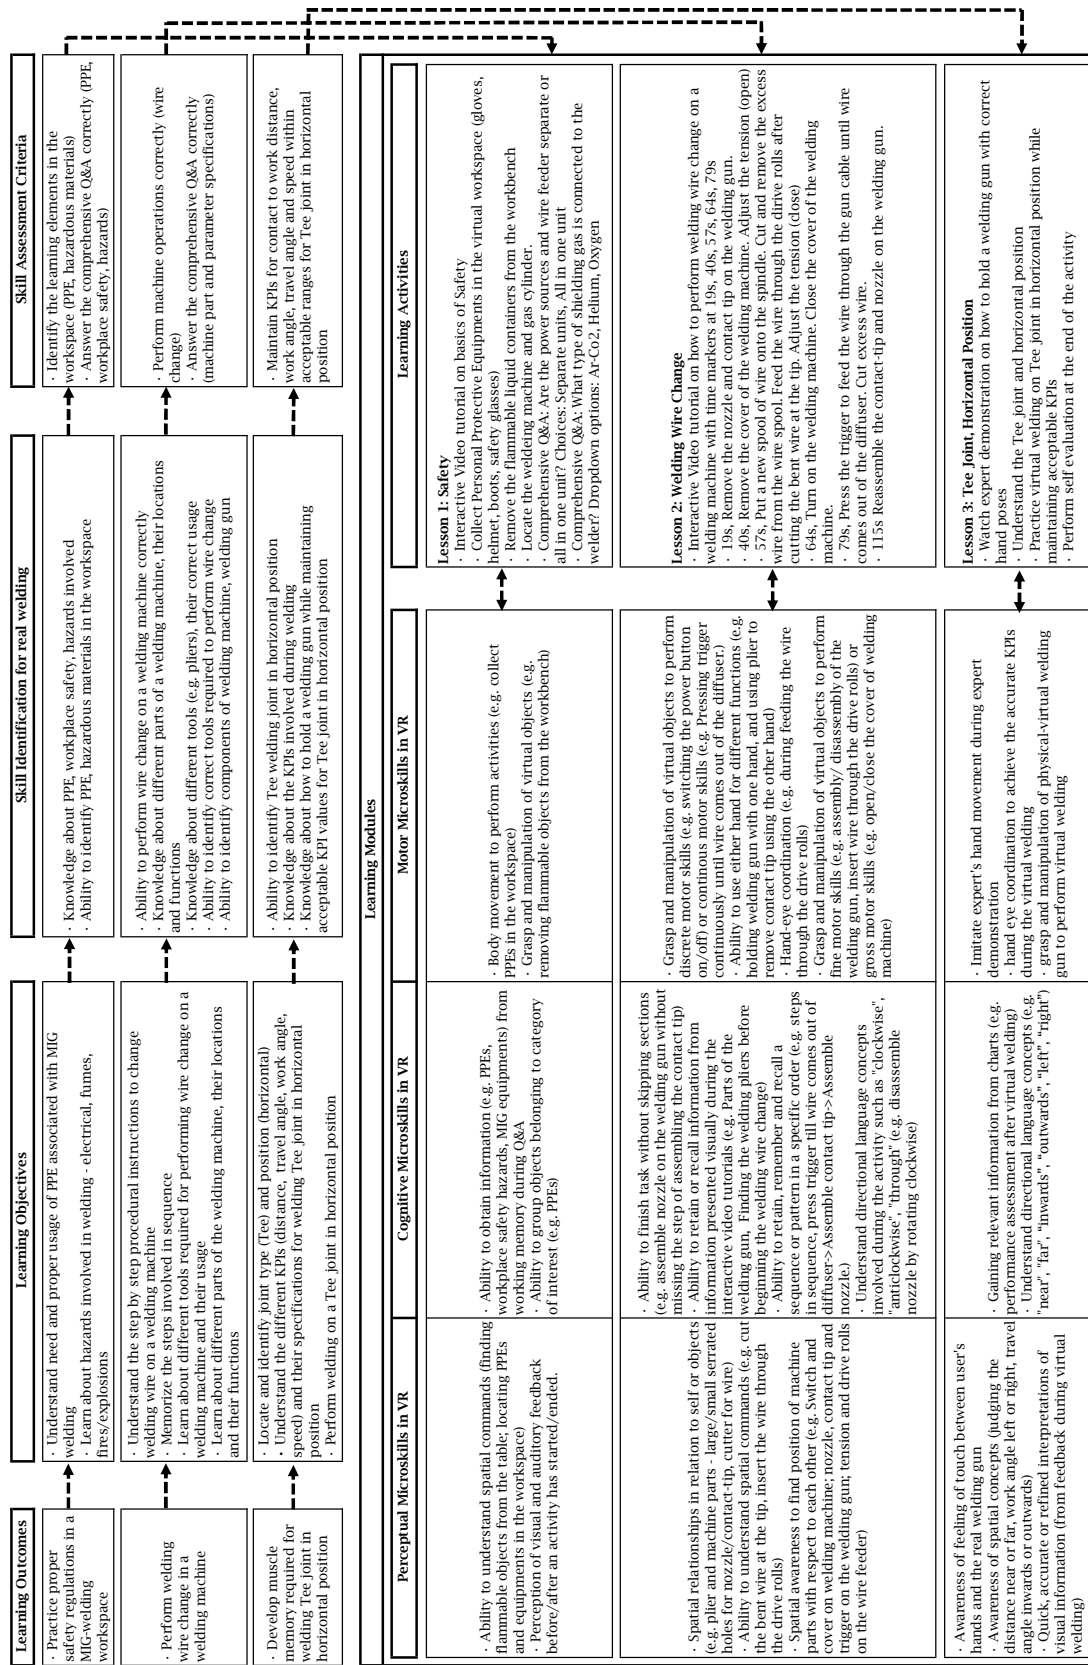 Learning Outcomes
· Practice proper
safety regulations in a
MIG-welding
workspace
· Perform welding
wire change in a
welding machine
· Develop muscle
memory required for
welding Tee joint in
horizontal position
Learning Objectives
· Understand need and proper usage of PPE associated with MIG
welding
· Learn about hazards involved in welding - electrical, fumes,
fires/explosions
· Understand the step by step procedural instructions to change
welding wire on a welding machine
· Memorize the steps involved in sequence
· Learn about different tools required for performing wire change on a
welding machine and their usage
· Learn about different parts of the welding machine, their locations
and their functions
· Locate and identify joint type (Tee) and position (horizontal)
· Understand the different KPIs (distance, travel angle, work angle,
speed) and their specifications for welding Tee joint in horizontal
position
· Perform welding on a Tee joint in horizontal position
Skill Identification for real welding
· Knowledge about PPE, workplace safety, hazards involved
· Ability to identify PPE, hazardous materials in the workspace
· Ability to perform wire change on a welding machine correctly
· Knowledge about different parts of a welding machine, their locations
and functions
· Knowledge about different tools (e.g. pliers), their correct usage
· Ability to identify correct tools required to perform wire change
· Ability to identify components of welding machine, welding gun
· Ability to identify Tee welding joint in horizontal position
· Knowledge about the KPIs involved during welding
· Knowledge about how to hold a welding gun while maintaining
acceptable KPI values for Tee joint in horizontal position
Skill Assessment Criteria
· Identify the learning elements in the
workspace (PPE, hazardous materials)
· Answer the comprehensive Q&A correctly (PPE,
workplace safety, hazards)
· Perform machine operations correctly (wire
change)
· Answer the comprehensive Q&A correctly
(machine part and parameter specifications)
· Maintain KPIs for contact to work distance,
work angle, travel angle and speed within
acceptable ranges for Tee joint in horizontal
position
Learning Modules
Perceptual Microskills in VR
· Ability to understand spatial commands (finding
flammable objects from the table; locating PPEs
and equipments in the workspace)
· Perception of visual and auditory feedback
before/after an activity has started/ended.
· Spatial relationships in relation to self or objects
(e.g. plier and machine parts - large/small serrated
holes for nozzle/contact-tip, cutter for wire)
· Ability to understand spatial commands (e.g. cut
the bent wire at the tip, insert the wire through
the drive rolls)
· Spatial awareness to find position of machine
parts with respect to each other (e.g. Switch and
cover on welding machine; nozzle, contact tip and
trigger on the welding gun; tension and drive rolls
on the wire feeder)
· Awareness of feeling of touch between user's
hands and the real welding gun
· Awareness of spatial concepts (judging the
distance near or far, work angle left or right, travel
angle inwards or outwards)
· Quick, accurate or refined interpretations of
visual information (from feedback during virtual
welding)
Cognitive Microskills in VR
· Ability to obtain information (e.g. PPEs,
workplace safety hazards, MIG equipments) from
working memory during Q&A
· Ability to group objects belonging to category
of interest (e.g. PPEs)
· Ability to finish task without skipping sections
(e.g. assemble nozzle on the welding gun without
missing the step of assembling the contact tip)
· Ability to retain or recall information from
information presented visually during the
interactive video tutorials (e.g. Parts of the
welding gun, Finding the welding pliers before
beginning the welding wire change)
· Ability to retain, remember and recall a
sequence or pattern in a specific order (e.g. steps
in sequence, press trigger till wire comes out of
diffuser->Assemble contact tip->Assemble
nozzle.)
· Understand directional language concepts
involved during the activity such as "clockwise",
"anticlockwise", "through" (e.g. disassemble
nozzle by rotating clockwise)
· Gaining relevant information from charts (e.g.
performance assessment after virtual welding)
· Understand directional language concepts (e.g.
"near", "far", "inwards", "outwards", "left", "right")
Motor Microskills in VR
· Body movement to perform activities (e.g. collect
PPEs in the workspace)
· Grasp and manipulation of virtual objects (e.g.
removing flammable objects from the workbench)
· Grasp and manipulation of virtual objects to perform
discrete motor skills (e.g. switching the power button
on/off) or continous motor skills (e.g. Pressing trigger
continuously until wire comes out of the diffuser.)
· Ability to use either hand for different functions (e.g.
holding welding gun with one hand, and using plier to
remove contact tip using the other hand)
· Hand-eye coordination (e.g. during feeding the wire
through the drive rolls)
· Grasp and manipulation of virtual objects to perform
fine motor skills (e.g. assembly/ disassembly of the
welding gun, insert wire through the drive rolls) or
gross motor skills (e.g. open/close the cover of welding
machine)
· Imitate expert's hand movement during expert
demonstration
· hand eye coordination to achieve the accurate KPIs
during the virtual welding
· grasp and manipulation of physical-virtual welding
gun to perform virtual welding
Learning Activities
Lesson 1: Safety
· Interactive Video tutorial on basics of Safety
· Collect Personal Protective Equipments in the virtual workspace (gloves,
helmet, boots, safety glasses)
· Remove the flammable liquid containers from the workbench
· Locate the weldeing machine and gas cylinder.
· Comprehensive Q&A: Are the power sources and wire feeder separate or
all in one unit? Choices: Separate units, All in one unit
· Comprehensive Q&A: What type of shielding gas is connected to the
welder? Dropdown options: Ar-Co2, Helium, Oxygen
Lesson 2: Welding Wire Change
· Interactive Video tutorial on how to perform welding wire change on a
welding machine with time markers at 19s, 40s, 57s, 64s, 79s
· 19s, Remove the nozzle and contact tip on the welding gun.
· 40s, Remove the cover of the welding machine. Adjust the tension (open)
· 57s, Put a new spool of wire onto the spindle. Cut and remove the excess
wire from the wire spool. Feed the wire through the drive rolls after
cutting the bent wire at the tip. Adjust the tension (close)
· 64s, Turn on the welding machine. Close the cover of the welding
machine.
· 79s, Press the trigger to feed the wire through the gun cable until wire
comes out of the diffuser. Cut excess wire.
· 115s Reassemble the contact-tip and nozzle on the welding gun.
Lesson 3: Tee Joint, Horizontal Position
· Watch expert demonstration on how to hold a welding gun with correct
hand poses
· Understand the Tee joint and horizontal position
· Practice virtual welding on Tee joint in horizontal position while
maintaining acceptable KPIs
· Perform self evaluation at the end of the activity